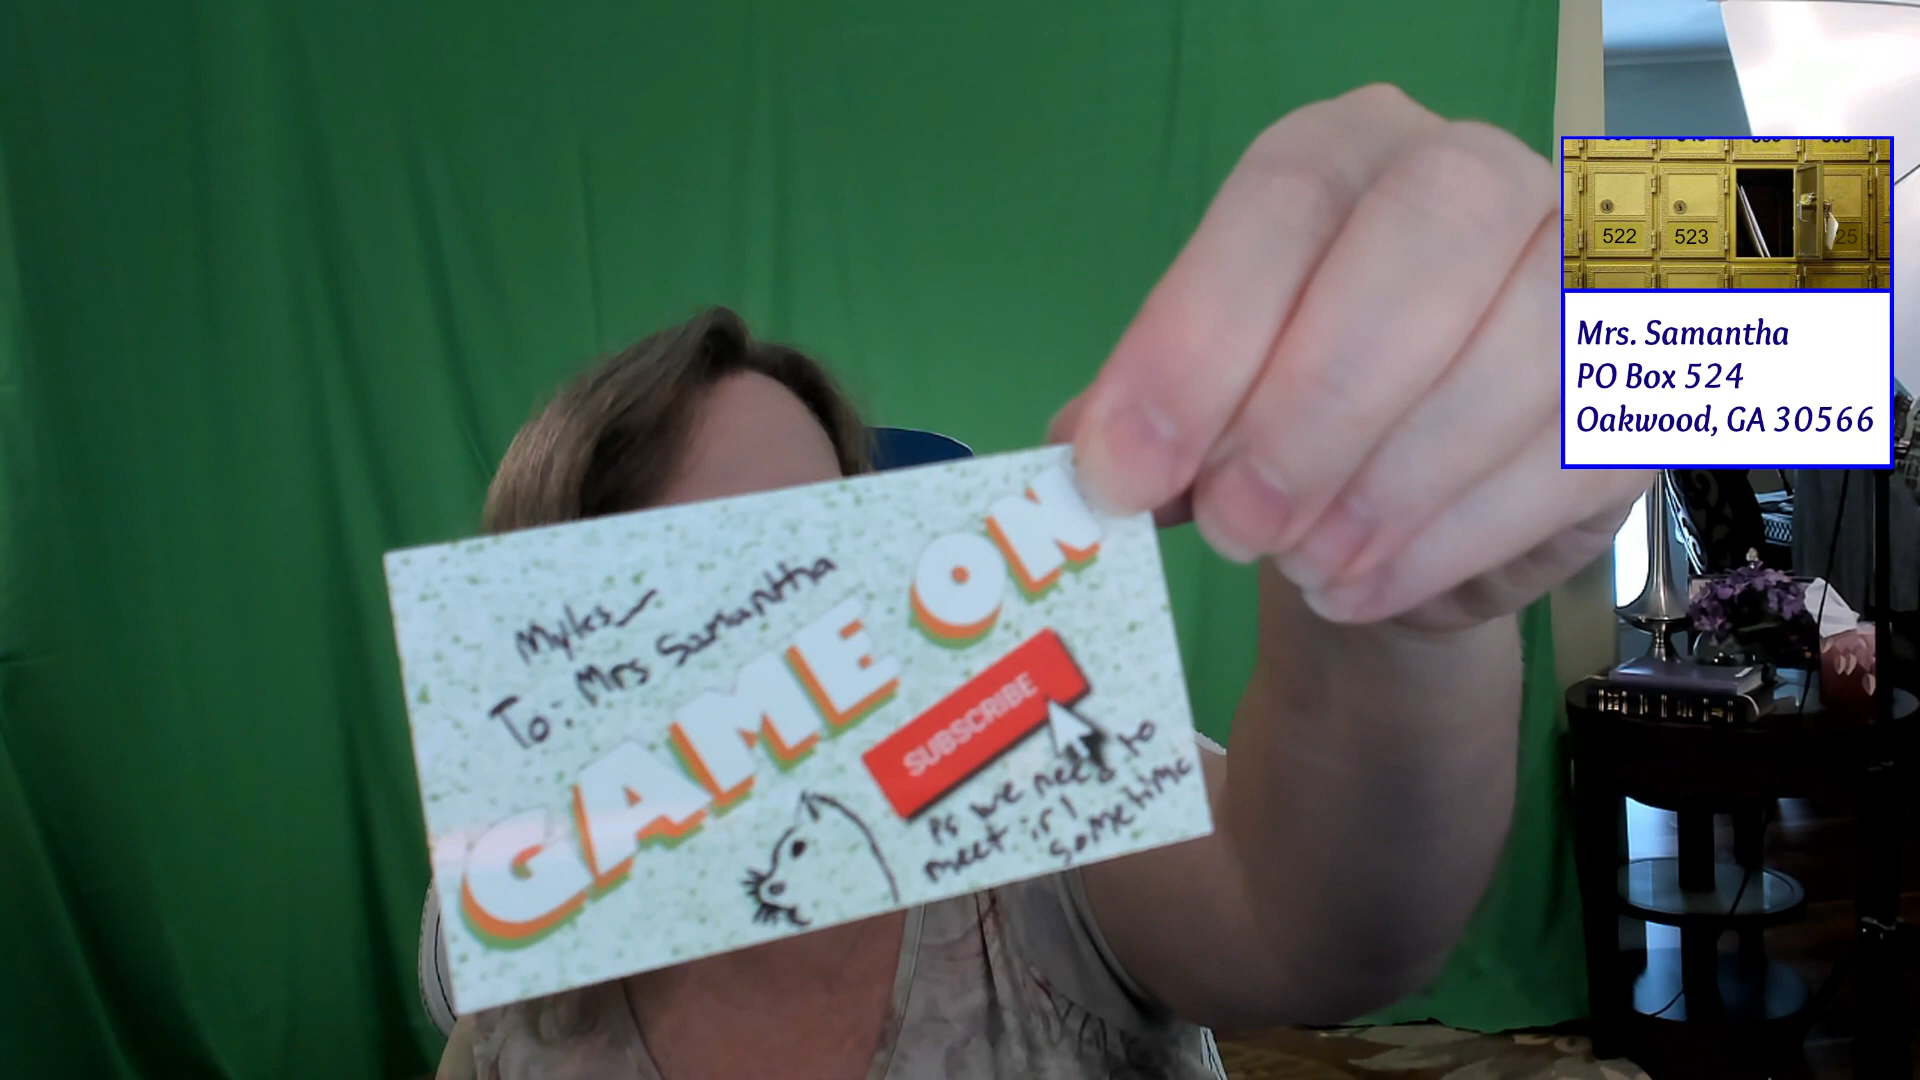 Myles—
To: Mrs Samantha
GAME ON
SUBSCRIBE
PS we need to
meet irl
sometime
522
523
25
Mrs. Samantha
PO Box 524
Oakwood, GA 30566